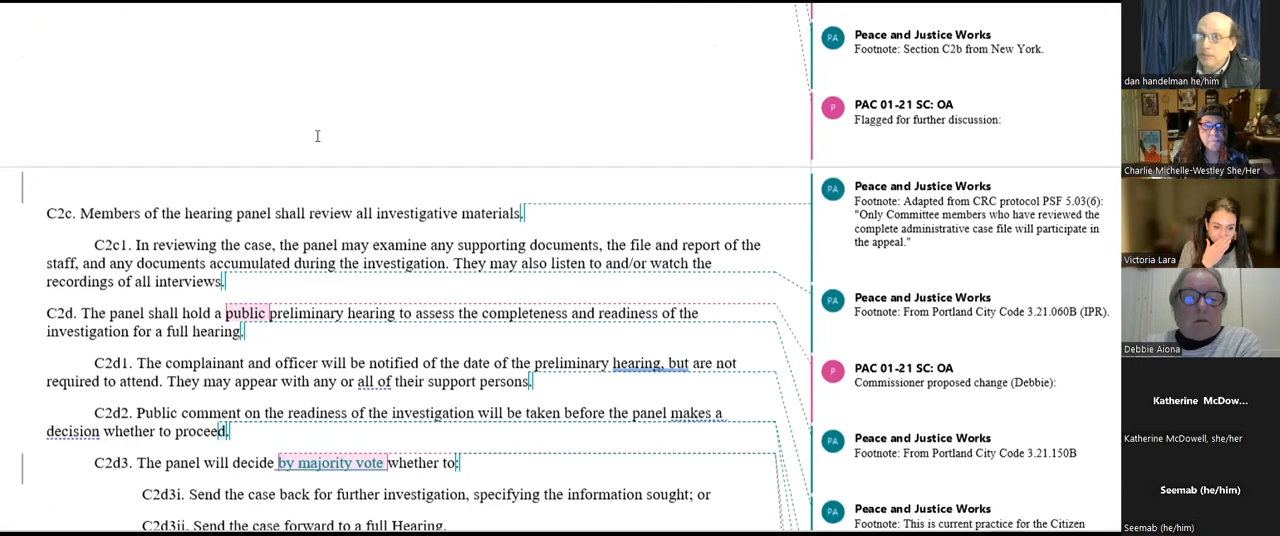 C2c. Members of the hearing panel shall review all investigative materials.
C2c1. In reviewing the case, the panel may examine any supporting documents, the file and report of the
staff, and any documents accumulated during the investigation. They may also listen to and/or watch the
recordings of all interviews.
C2d. The panel shall hold a public preliminary hearing to assess the completeness and readiness of the
investigation for a full hearing.
C2d1. The complainant and officer will be notified of the date of the preliminary hearing, but are not
required to attend. They may appear with any or all of their support persons.
C2d2. Public comment on the readiness of the investigation will be taken before the panel makes a
decision whether to proceed.
C2d3. The panel will decide by majority vote whether to:
C2d3i. Send the case back for further investigation, specifying the information sought; or
C2d3ii. Send the case forward to a full Hearing.
PA
Peace and Justice Works
Footnote: Section C2b from New York.
P
PAC 01-21 SC: OA
Flagged for further discussion:
PA
Peace and Justice Works
Footnote: Adapted from CRC protocol PSF 5.03(6):
"Only Committee members who have reviewed the
complete administrative case file will participate in
the appeal."
PA
Peace and Justice Works
Footnote: From Portland City Code 3.21.060B (IPR).
P
PAC 01-21 SC: OA
Commissioner proposed change (Debbie):
PA
Peace and Justice Works
Footnote: From Portland City Code 3.21.150B
PA
Peace and Justice Works
Footnote: This is current practice for the Citizen
dan handelman he/him
Charlie Michelle-Westley She/Her
Victoria Lara
Debbie Aiona
Katherine McDow...
Katherine McDowell, she/her
Seemab (he/him)
Seemab (he/him)